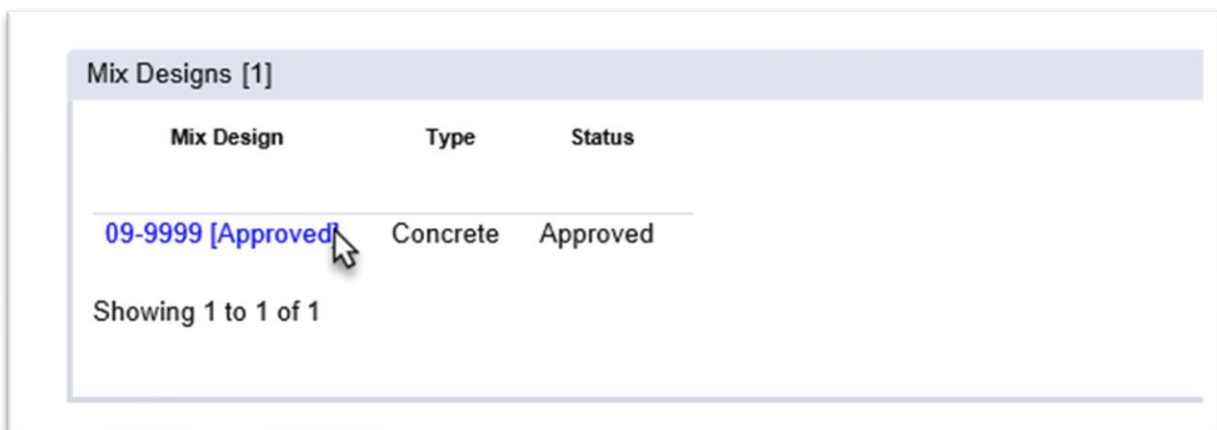 Mix Designs [1]
Mix Design Type Status
09-9999 [Approved] Concrete Approved
Showing 1 to 1 of 1